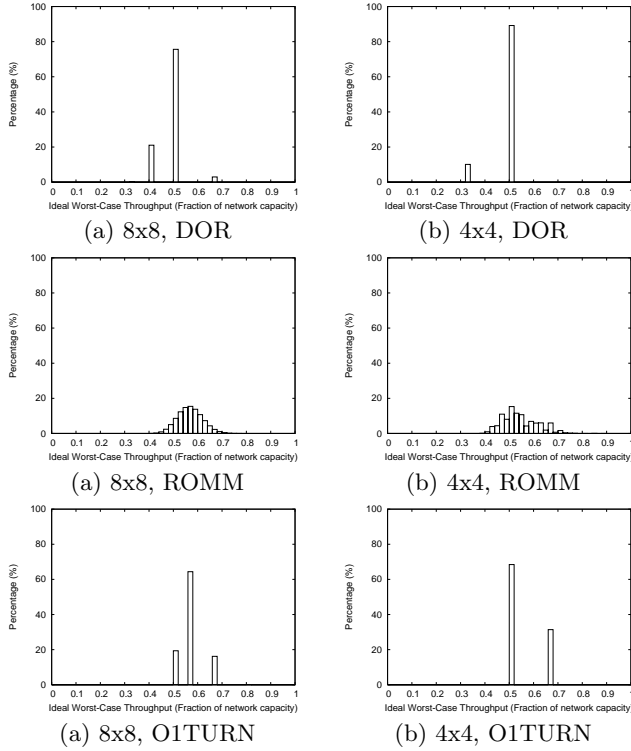 100
80
60
40
20
0
Percentage (%)
0 0.1 0.2 0.3 0.4 0.5 0.6 0.7 0.8 0.9 1
Ideal Worst-Case Throughput (Fraction of network capacity)
(a) 8x8, DOR
100
80
60
40
20
0
Percentage (%)
0 0.1 0.2 0.3 0.4 0.5 0.6 0.7 0.8 0.9 1
Ideal Worst-Case Throughput (Fraction of network capacity)
(b) 4x4, DOR
100
80
60
40
20
0
Percentage (%)
0 0.1 0.2 0.3 0.4 0.5 0.6 0.7 0.8 0.9 1
Ideal Worst-Case Throughput (Fraction of network capacity)
(a) 8x8, ROMM
100
80
60
40
20
0
Percentage (%)
0 0.1 0.2 0.3 0.4 0.5 0.6 0.7 0.8 0.9 1
Ideal Worst-Case Throughput (Fraction of network capacity)
(b) 4x4, ROMM
100
80
60
40
20
0
Percentage (%)
0 0.1 0.2 0.3 0.4 0.5 0.6 0.7 0.8 0.9 1
Ideal Worst-Case Throughput (Fraction of network capacity)
(a) 8x8, O1TURN
100
80
60
40
20
0
Percentage (%)
0 0.1 0.2 0.3 0.4 0.5 0.6 0.7 0.8 0.9 1
Ideal Worst-Case Throughput (Fraction of network capacity)
(b) 4x4, O1TURN